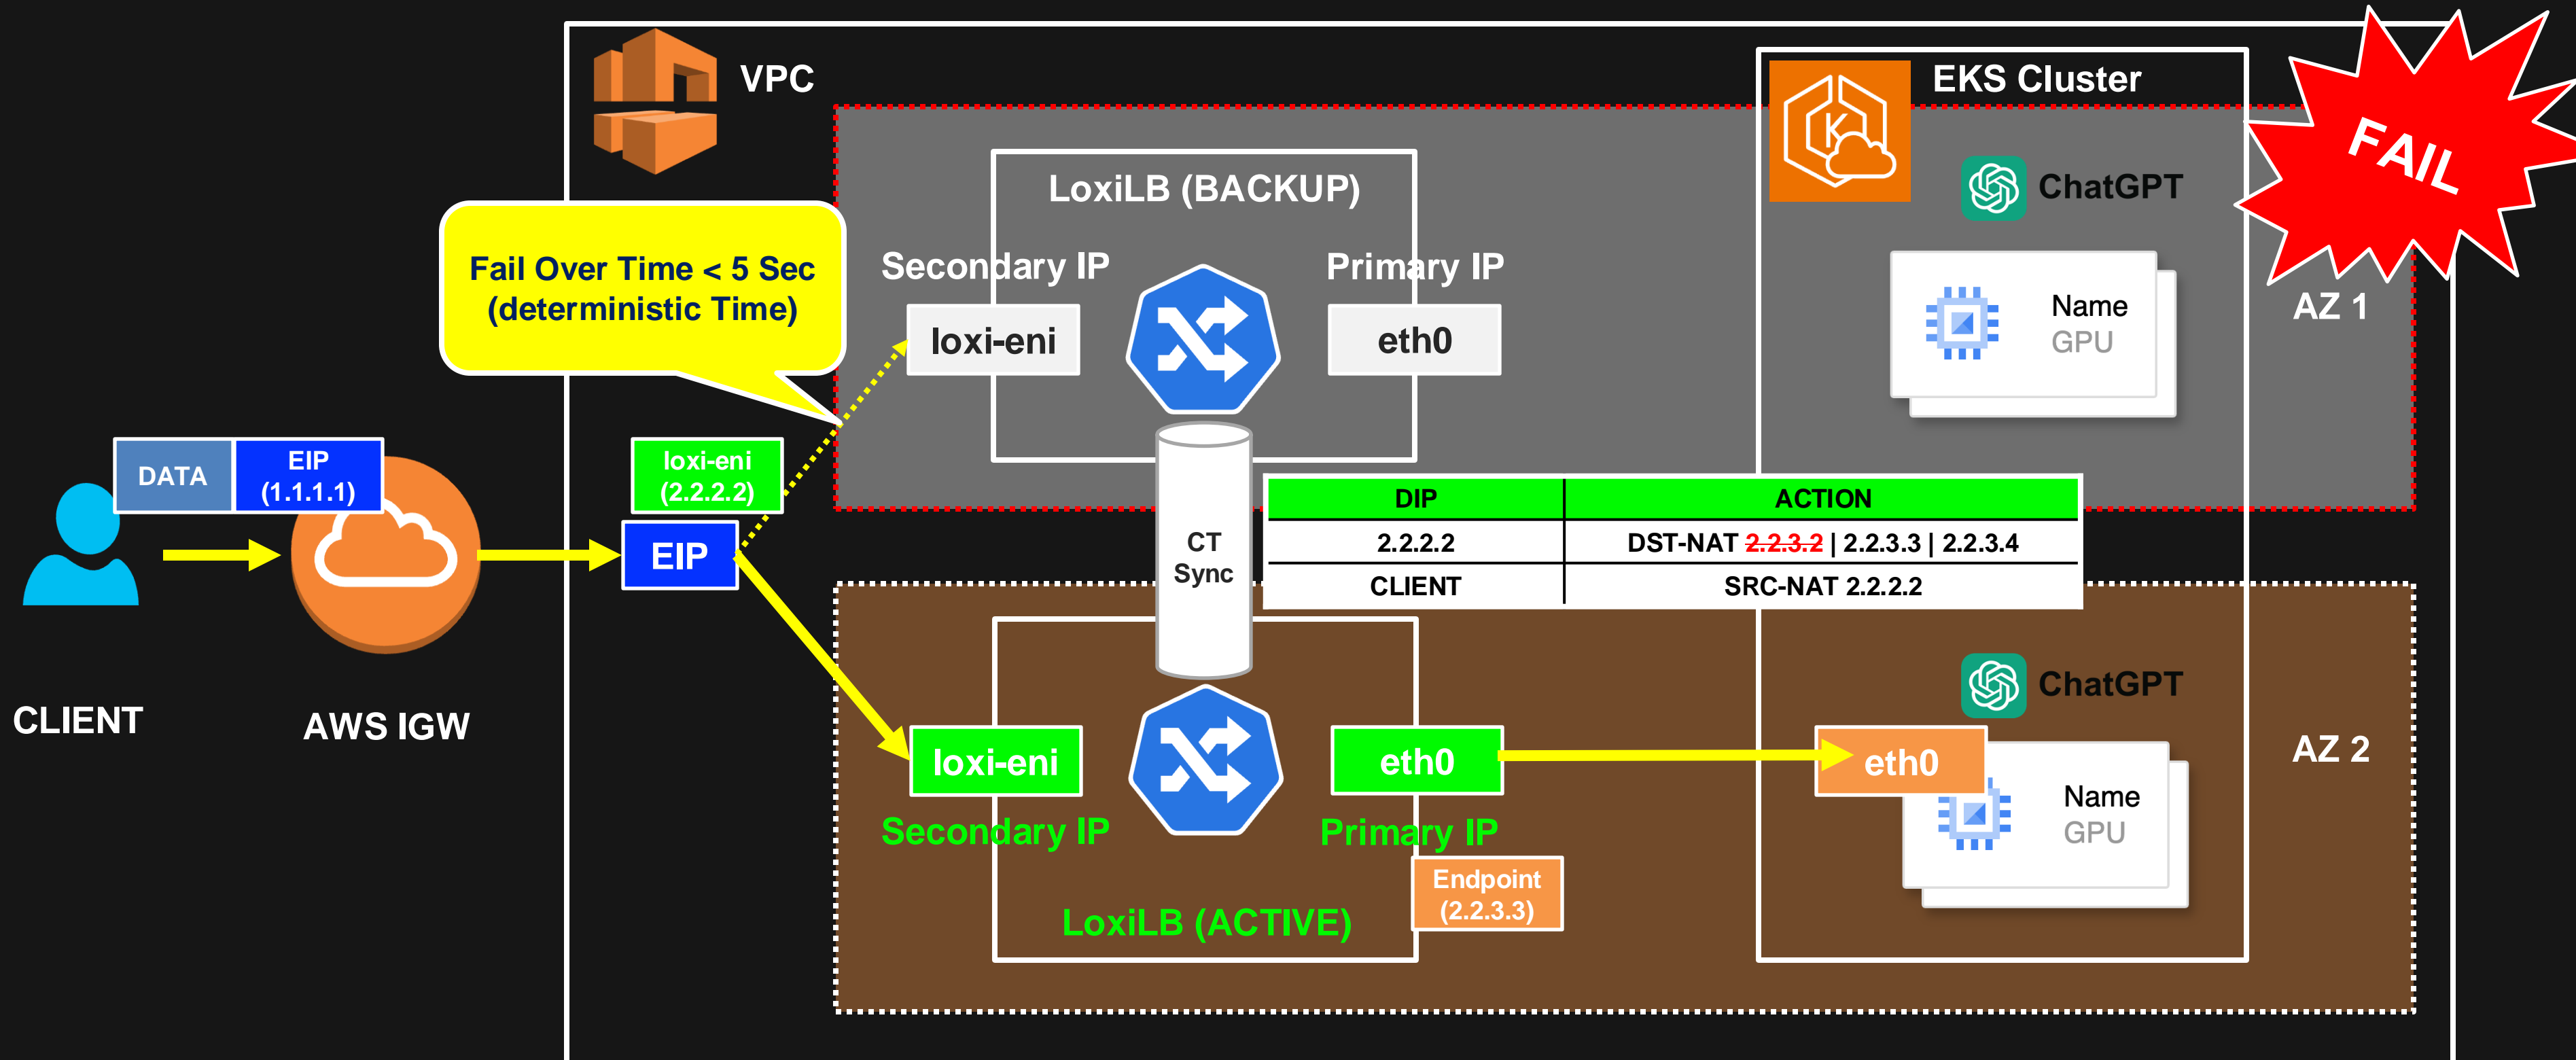 VPC
EKS Cluster
FAIL
LoxiLB (BACKUP)
ChatGPT
Fail Over Time < 5 Sec
(deterministic Time)
Secondary IP
Primary IP
loxi-eni
eth0
Name
GPU
AZ 1
DATA
EIP
(1.1.1.1)
loxi-eni
(2.2.2.2)
EIP
CT
Sync
DIP ACTION
2.2.2.2 DST-NAT 2.2.3.2 | 2.2.3.3 | 2.2.3.4
CLIENT SRC-NAT 2.2.2.2
CLIENT
AWS IGW
ChatGPT
loxi-eni
eth0
eth0
Name
GPU
AZ 2
Secondary IP
Primary IP
Endpoint
(2.2.3.3)
LoxiLB (ACTIVE)
K